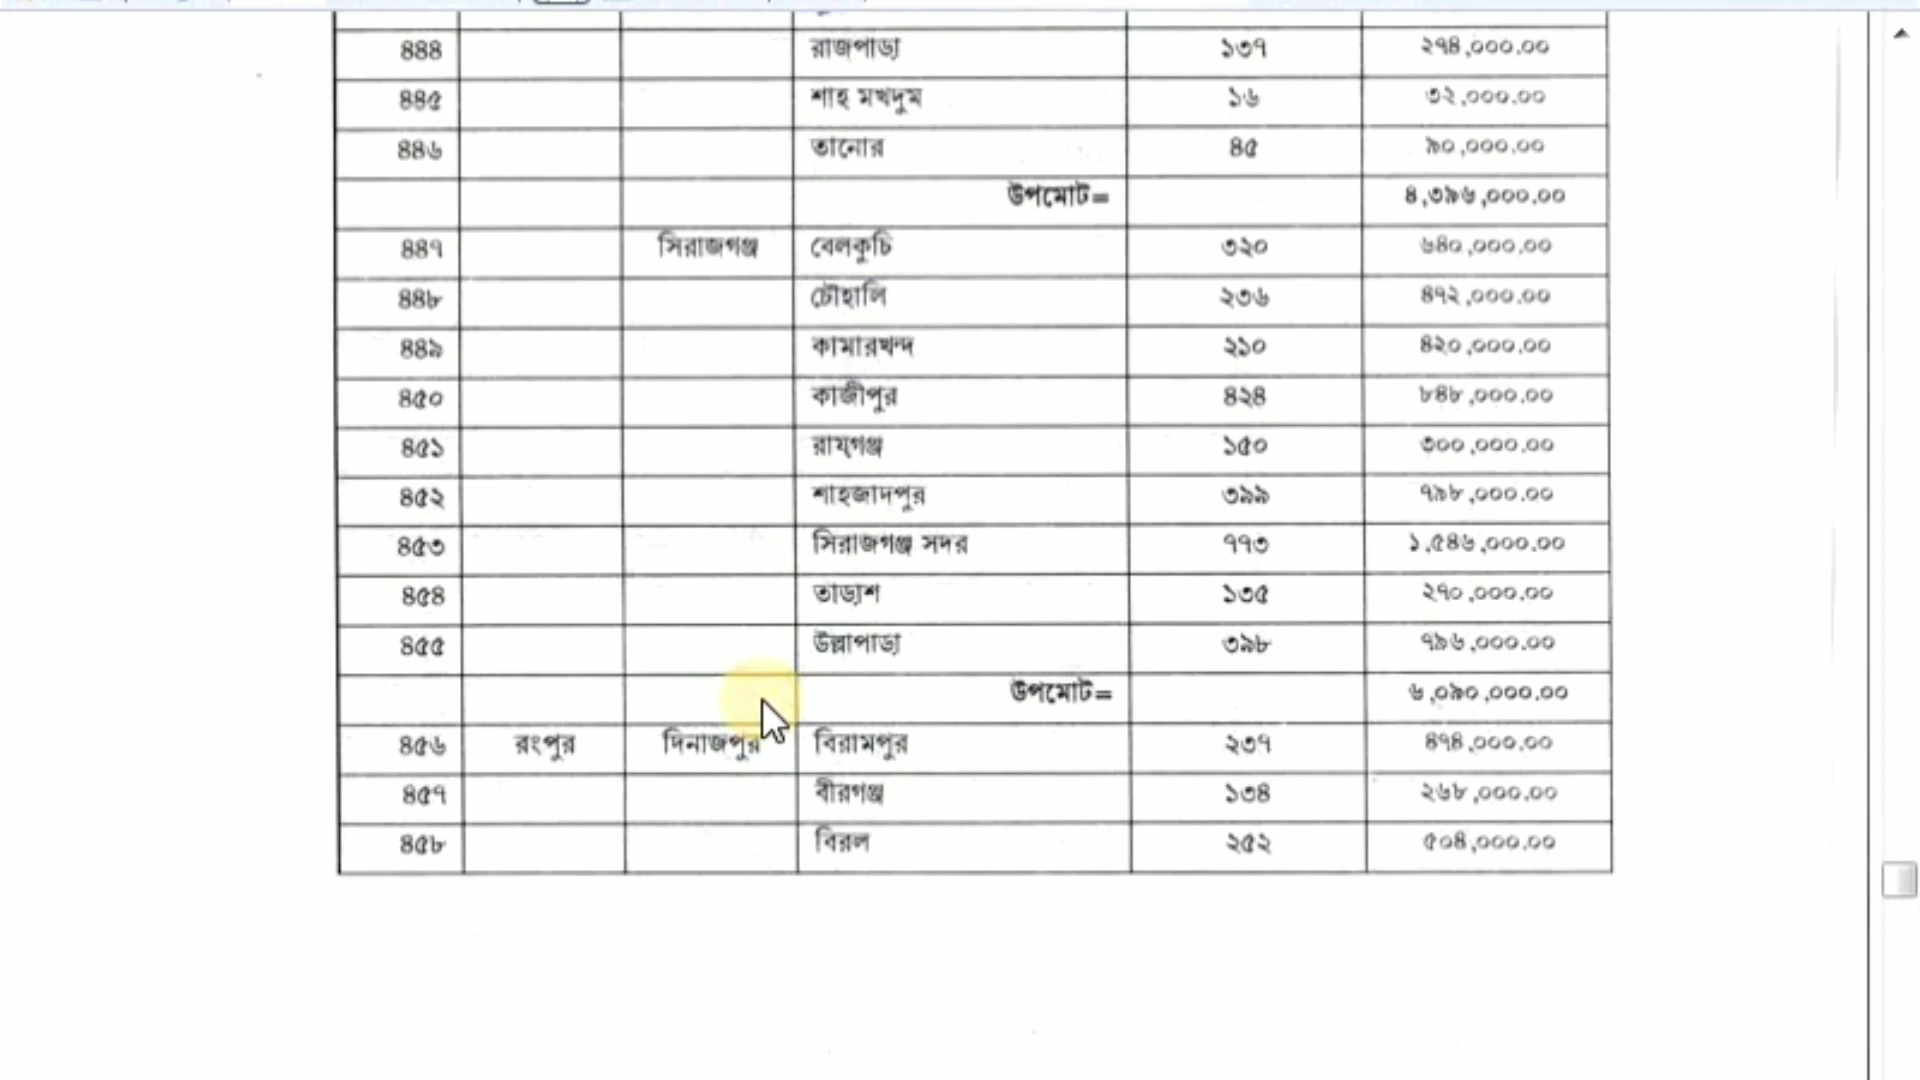 ৪৪৪ রাজপাড়া ১৩৭ ২৭৪,০০০.০০
৪৪৫ শাহ মখদুম ১৬ ৩২,০০০.০০
৪৪৬ তানোর ৪৫ ৯০,০০০.০০
উপমোট= ৪,৩৯৬,০০০.০০
৪৪৭ সিরাজগঞ্জ বেলকুচি ৩২০ ৬৪০,০০০.০০
৪৪৮ চৌহালি ২৩৬ ৪৭২,০০০.০০
৪৪৯ কামারখন্দ ২১০ ৪২০,০০০.০০
৪৫০ কাজীপুর ৪২৪ ৮৪৮,০০০.০০
৪৫১ রায়গঞ্জ ১৫০ ৩০০,০০০.০০
৪৫২ শাহজাদপুর ৩৯৯ ৭৯৮,০০০.০০
৪৫৩ সিরাজগঞ্জ সদর ৭৭৩ ১,৫৪৬,০০০.০০
৪৫৪ তাড়াশ ১৩৫ ২৭০,০০০.০০
৪৫৫ উল্লাপাড়া ৩৯৮ ৭৯৬,০০০.০০
উপমোট= ৬,০৯০,০০০.০০
৪৫৬ রংপুর দিনাজপুর বিরামপুর ২৩৭ ৪৭৪,০০০.০০
৪৫৭ বীরগঞ্জ ১৩৪ ২৬৮,০০০.০০
৪৫৮ বিরল ২৫২ ৫০৪,০০০.০০